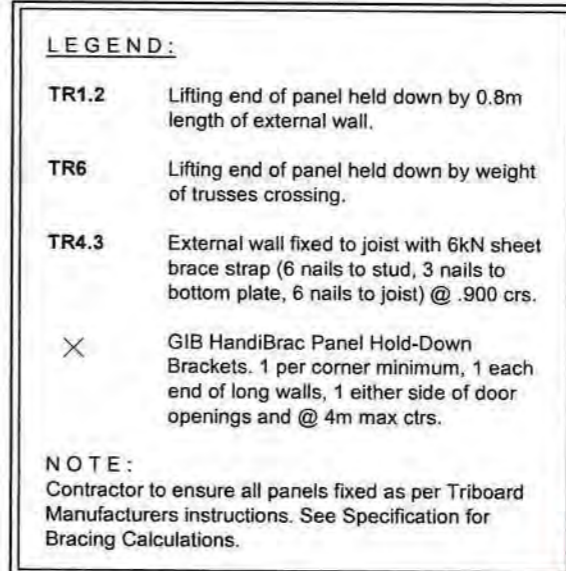 LEGEND:
TR1.2 Lifting end of panel held down by 0.8m
length of external wall.
TR6 Lifting end of panel held down by weight
of trusses crossing.
TR4.3 External wall fixed to joist with 6kN sheet
brace strap (6 nails to stud, 3 nails to
bottom plate, 6 nails to joist) @ .900 crs.
GIB HandiBrac Panel Hold-Down
Brackets. 1 per corner minimum, 1 each
end of long walls, 1 either side of door
openings and @ 4m max ctrs.
NOTE:
Contractor to ensure all panels fixed as per Triboard
Manufacturers instructions. See Specification for
Bracing Calculations.